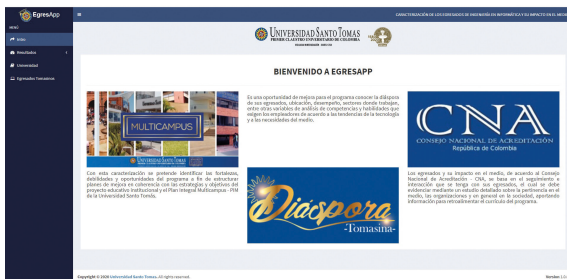 EgresApp
CARACTERIZACIÓN DE LOS EGRESADOS DE INGENIERÍA EN INFORMÁTICA Y SU IMPACTO EN EL MEDIO
MENÚ
Inicio
Resultados
Universidad
Egresados Tomasinos
UNIVERSIDAD SANTO TOMÁS
PRIMER CLAUSTRO UNIVERSITARIO DE COLOMBIA
BIENVENIDO A EGRESAPP
MULTICAMPUS
UNIVERSIDAD SANTO TOMÁS
Con esta caracterización se pretende identificar las fortalezas,
debilidades y oportunidades del programa a fin de estructurar
planes de mejora en coherencia con las estrategias y objetivos del
proyecto educativo institucional y el Plan Integral Multicampus - PIM
de la Universidad Santo Tomás.
Es una oportunidad de mejora para el programa conocer la diáspora
de sus egresados, ubicación, desempeño, sectores donde trabajan,
entre otras variables de análisis de competencias y habilidades que
exigen los empleadores de acuerdo a las tendencias de la tecnología
y a las necesidades del medio.
Diáspora
-Tomasina-
CNA
CONSEJO NACIONAL DE ACREDITACIÓN
República de Colombia
Los egresados y su impacto en el medio, de acuerdo al Consejo
Nacional de Acreditación - CNA, se basa en el seguimiento e
interacción que se tenga con sus egresados, el cual se debe
evidenciar mediante un estudio detallado sobre la pertinencia en el
medio, las organizaciones y en general en la sociedad, aportando
información para retroalimentar el currículo del programa.
Copyright © 2020 Universidad Santo Tomas. All rights reserved.